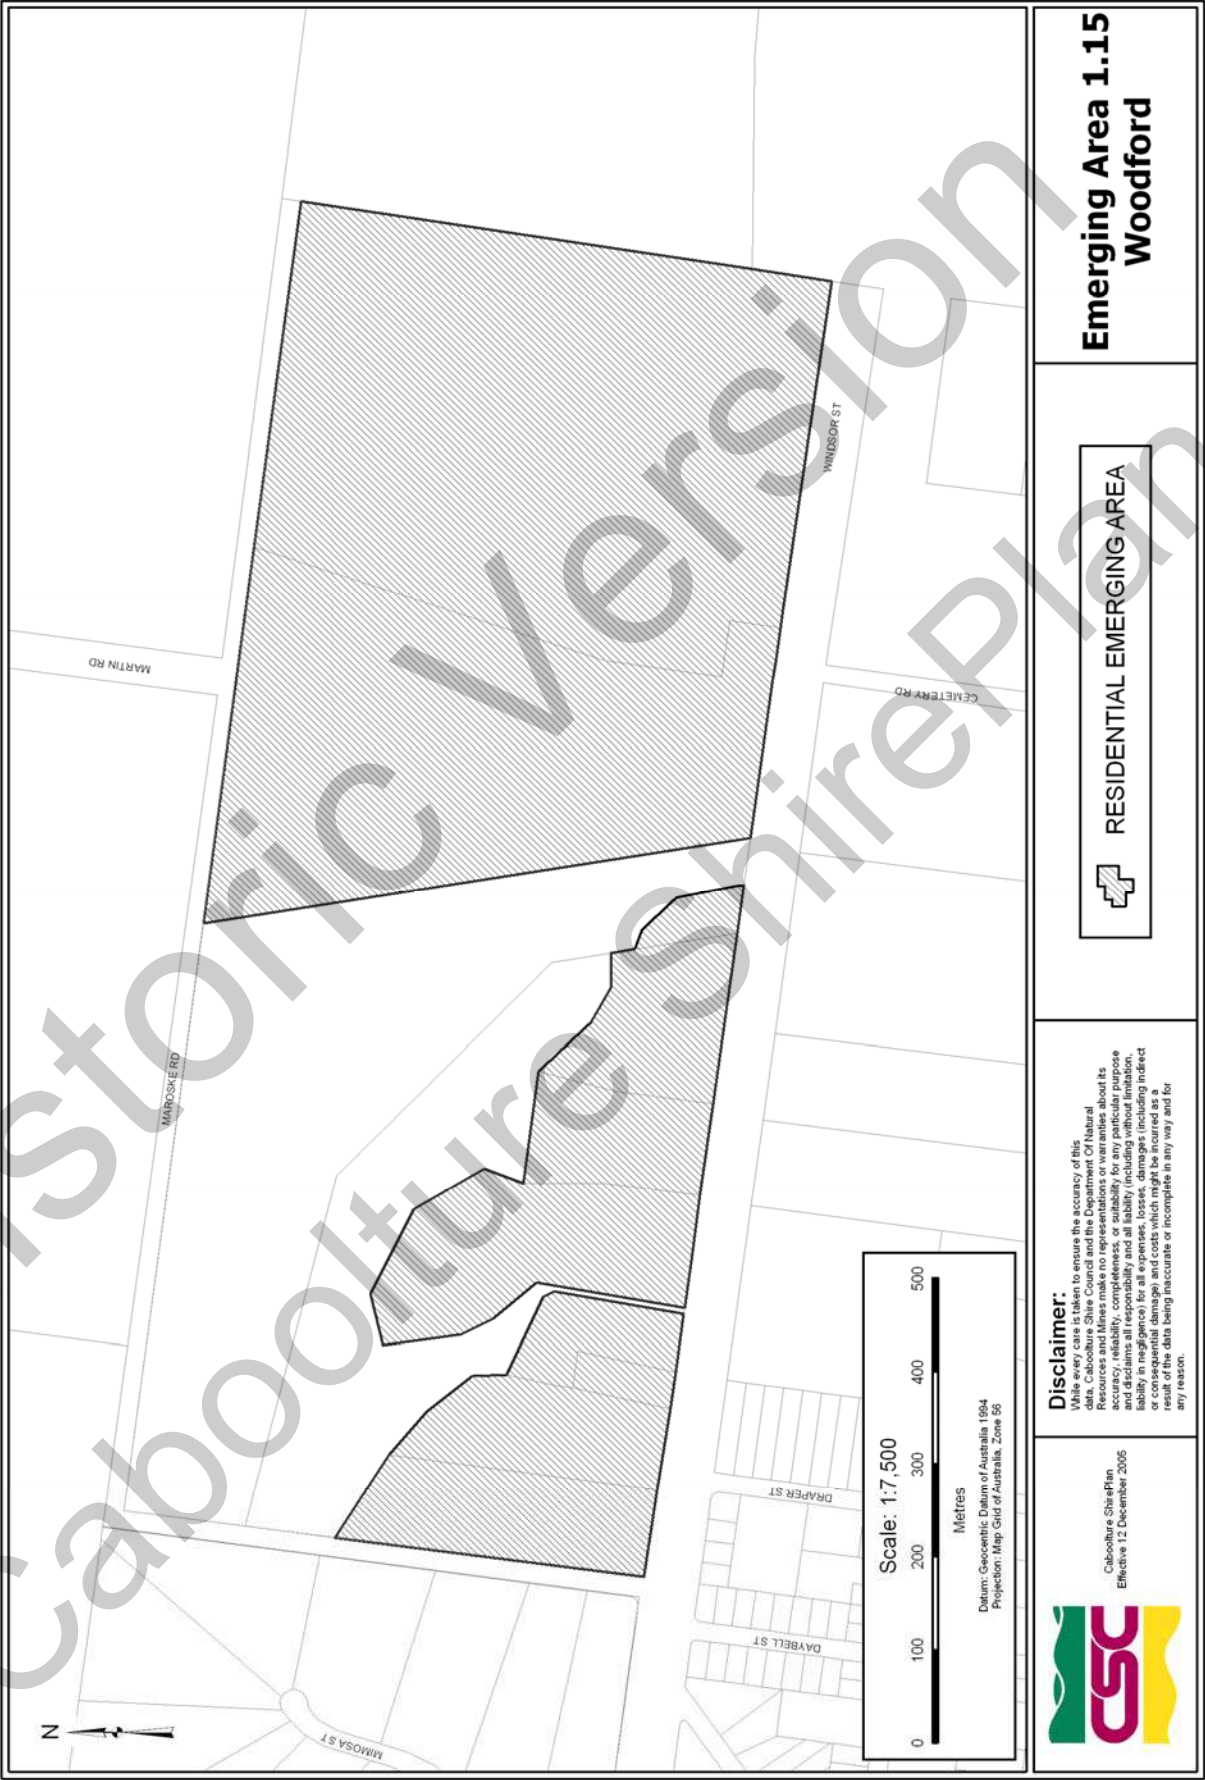 N
MIMOSA ST
MAROSKE RD
MARTIN RD
WINDSOR ST
CEMETERY RD
DRAPER ST
DAYBELL ST
Scale: 1:7,500
0 100 200 300 400 500
Metres
Datum: Geocentric Datum of Australia 1994
Projection: Map Grid of Australia, Zone 56
CSC
Caboolture ShirePlan
Effective 12 December 2005
Disclaimer:
While every care is taken to ensure the accuracy of this
data, Caboolture Shire Council and the Department Of Natural
Resources and Mines make no representations or warranties about its
accuracy, reliability, completeness, or suitability for any particular purpose
and disclaims all responsibility and all liability (including without limitation,
liability in negligence) for all expenses, losses, damages (including indirect
or consequential damage) and costs which might be incurred as a
result of the data being inaccurate or incomplete in any way and for
any reason.
RESIDENTIAL EMERGING AREA
Emerging Area 1.15
Woodford
storic Version
Caboolture ShirePlan